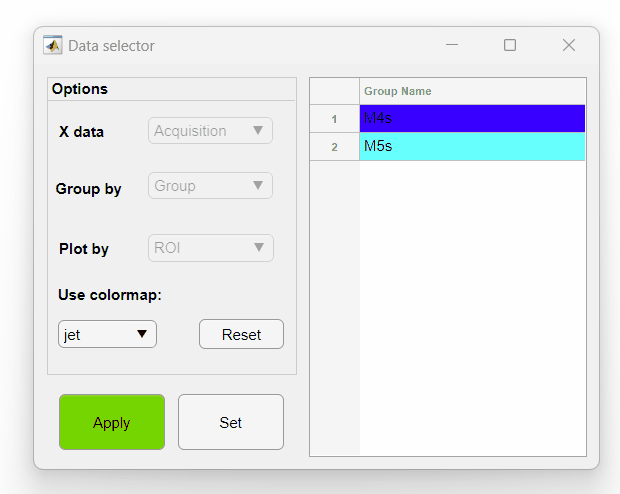 Data selector
Options
X data Acquisition
Group by Group
Plot by ROI
Use colormap:
jet Reset
Apply Set
Group Name
1 M4s
2 M5s